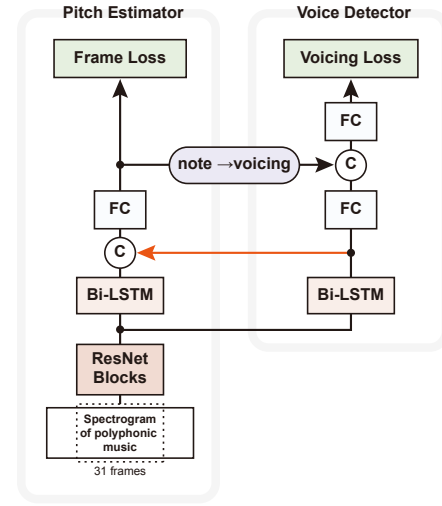 Pitch Estimator
Voice Detector
Frame Loss
Voicing Loss
FC
note →voicing
C
FC
FC
C
Bi-LSTM
Bi-LSTM
ResNet
Blocks
Spectrogram
of polyphonic
music
31 frames